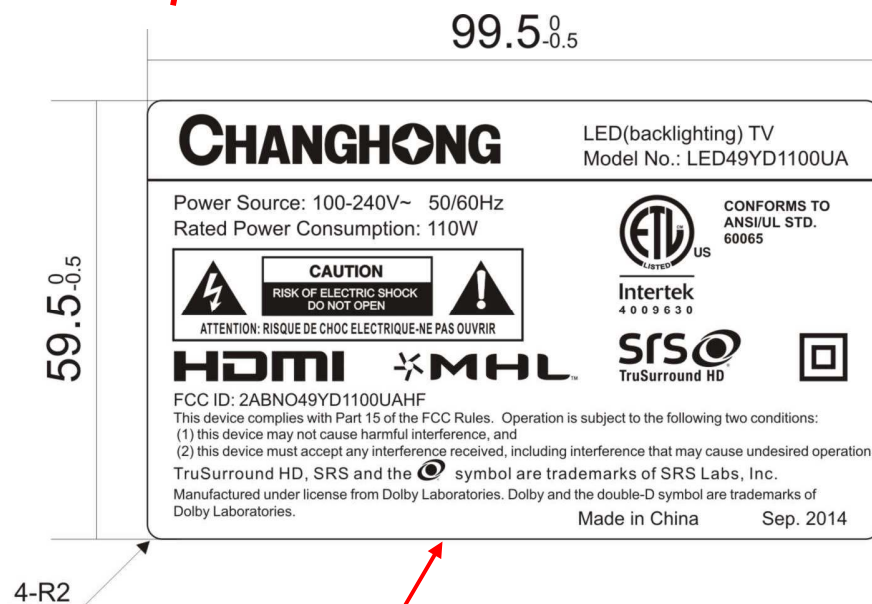 99.5 0 -0.5
59.5 0 -0.5
CHANGHONG
LED(backlighting) TV
Model No.: LED49YD1100UA
Power Source: 100-240V~ 50/60Hz
Rated Power Consumption: 110W
CAUTION
RISK OF ELECTRIC SHOCK
DO NOT OPEN
ATTENTION: RISQUE DE CHOC ELECTRIQUE-NE PAS OUVRIR
ETL CM
LISTED
US
CONFORMS TO
ANSI/UL STD.
60065
Intertek
4009630
HDMI
MHL TM
SRS
TruSurround HD
FCC ID: 2ABNO49YD1100UAHF
This device complies with Part 15 of the FCC Rules. Operation is subject to the following two conditions:
(1) this device may not cause harmful interference, and
(2) this device must accept any interference received, including interference that may cause undesired operation
TruSurround HD, SRS and the symbol are trademarks of SRS Labs, Inc.
Manufactured under license from Dolby Laboratories. Dolby and the double-D symbol are trademarks of
Dolby Laboratories.
Made in China Sep. 2014
4-R2